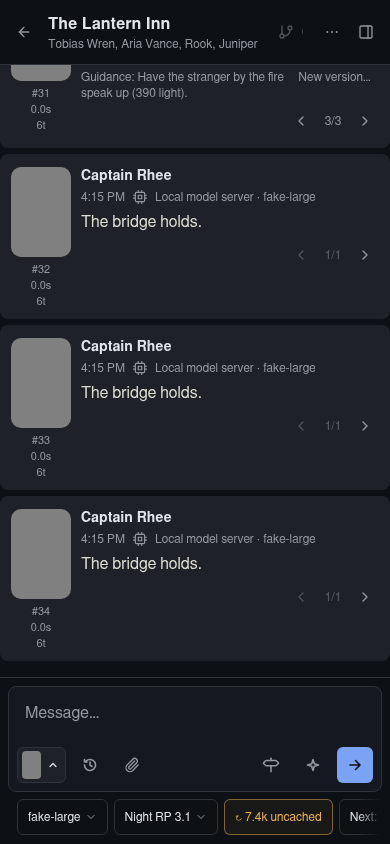 The Lantern Inn
Tobias Wren, Aria Vance, Rook, Juniper
#31
0.0s
6t
Guidance: Have the stranger by the fire
speak up (390 light).
New version...
3/3
Captain Rhee
4:15 PM Local model server · fake-large
The bridge holds.
1/1
#32
0.0s
6t
Captain Rhee
4:15 PM Local model server · fake-large
The bridge holds.
1/1
#33
0.0s
6t
Captain Rhee
4:15 PM Local model server · fake-large
The bridge holds.
1/1
#34
0.0s
6t
Message...
fake-large
Night RP 3.1
7.4k uncached
Next: